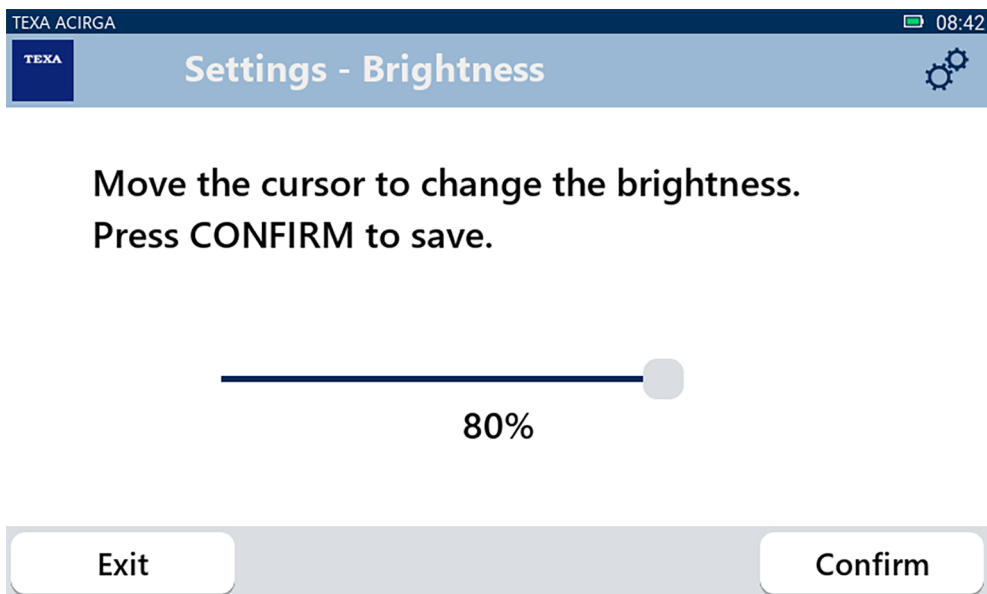 TEXA ACIRGA 08:42
TEXA
Settings - Brightness
Move the cursor to change the brightness.
Press CONFIRM to save.
80%
Exit
Confirm